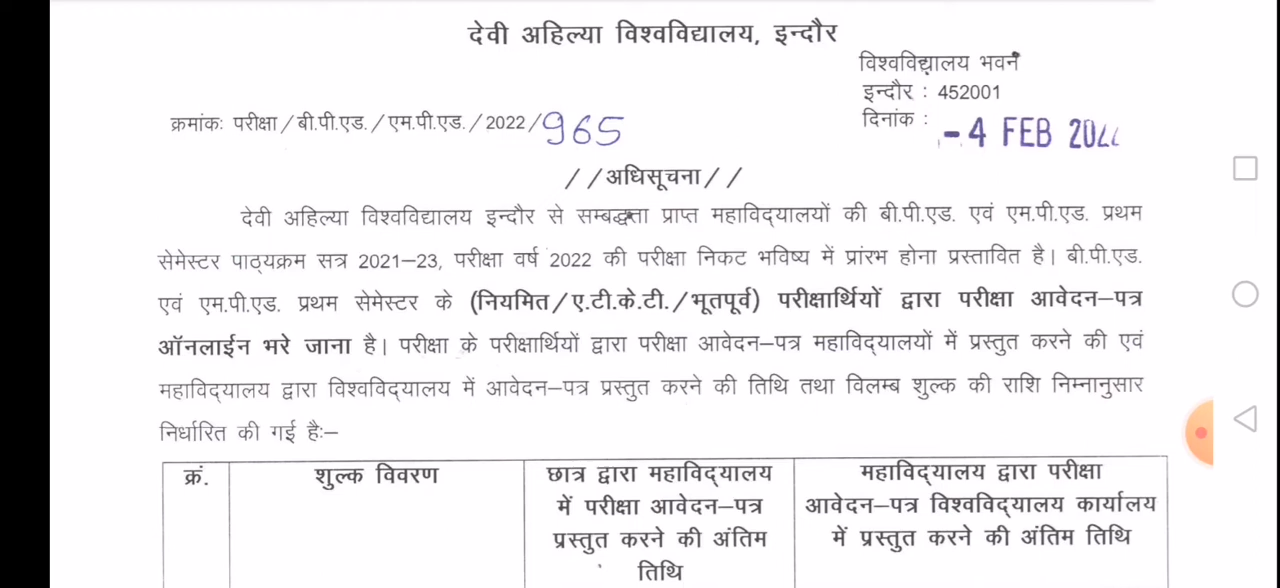 देवी अहिल्या विश्वविद्यालय, इन्दौर
विश्वविद्यालय भवन
इन्दौर : 452001
क्रमांकः परीक्षा/बी.पी.एड./एम.पी.एड./2022/965
दिनांक : - 4 FEB 2022
//अधिसूचना//
देवी अहिल्या विश्वविद्यालय इन्दौर से सम्बद्धता प्राप्त महाविद्यालयों की बी.पी.एड. एवं एम.पी.एड. प्रथम
सेमेस्टर पाठ्यक्रम सत्र 2021–23, परीक्षा वर्ष 2022 की परीक्षा निकट भविष्य में प्रांरभ होना प्रस्तावित है। बी.पी.एड.
एवं एम.पी.एड. प्रथम सेमेस्टर के (नियमित/ए.टी.के.टी./भूतपूर्व) परीक्षार्थियों द्वारा परीक्षा आवेदन–पत्र
ऑनलाईन भरे जाना है। परीक्षा के परीक्षार्थियों द्वारा परीक्षा आवेदन–पत्र महाविद्यालयों में प्रस्तुत करने की एवं
महाविद्यालय द्वारा विश्वविद्यालय में आवेदन–पत्र प्रस्तुत करने की तिथि तथा विलम्ब शुल्क की राशि निम्नानुसार
निर्धारित की गई हैः–
क्रं.
शुल्क विवरण
छात्र द्वारा महाविद्यालय
में परीक्षा आवेदन–पत्र
प्रस्तुत करने की अंतिम
तिथि
महाविद्यालय द्वारा परीक्षा
आवेदन–पत्र विश्वविद्यालय कार्यालय
में प्रस्तुत करने की अंतिम तिथि